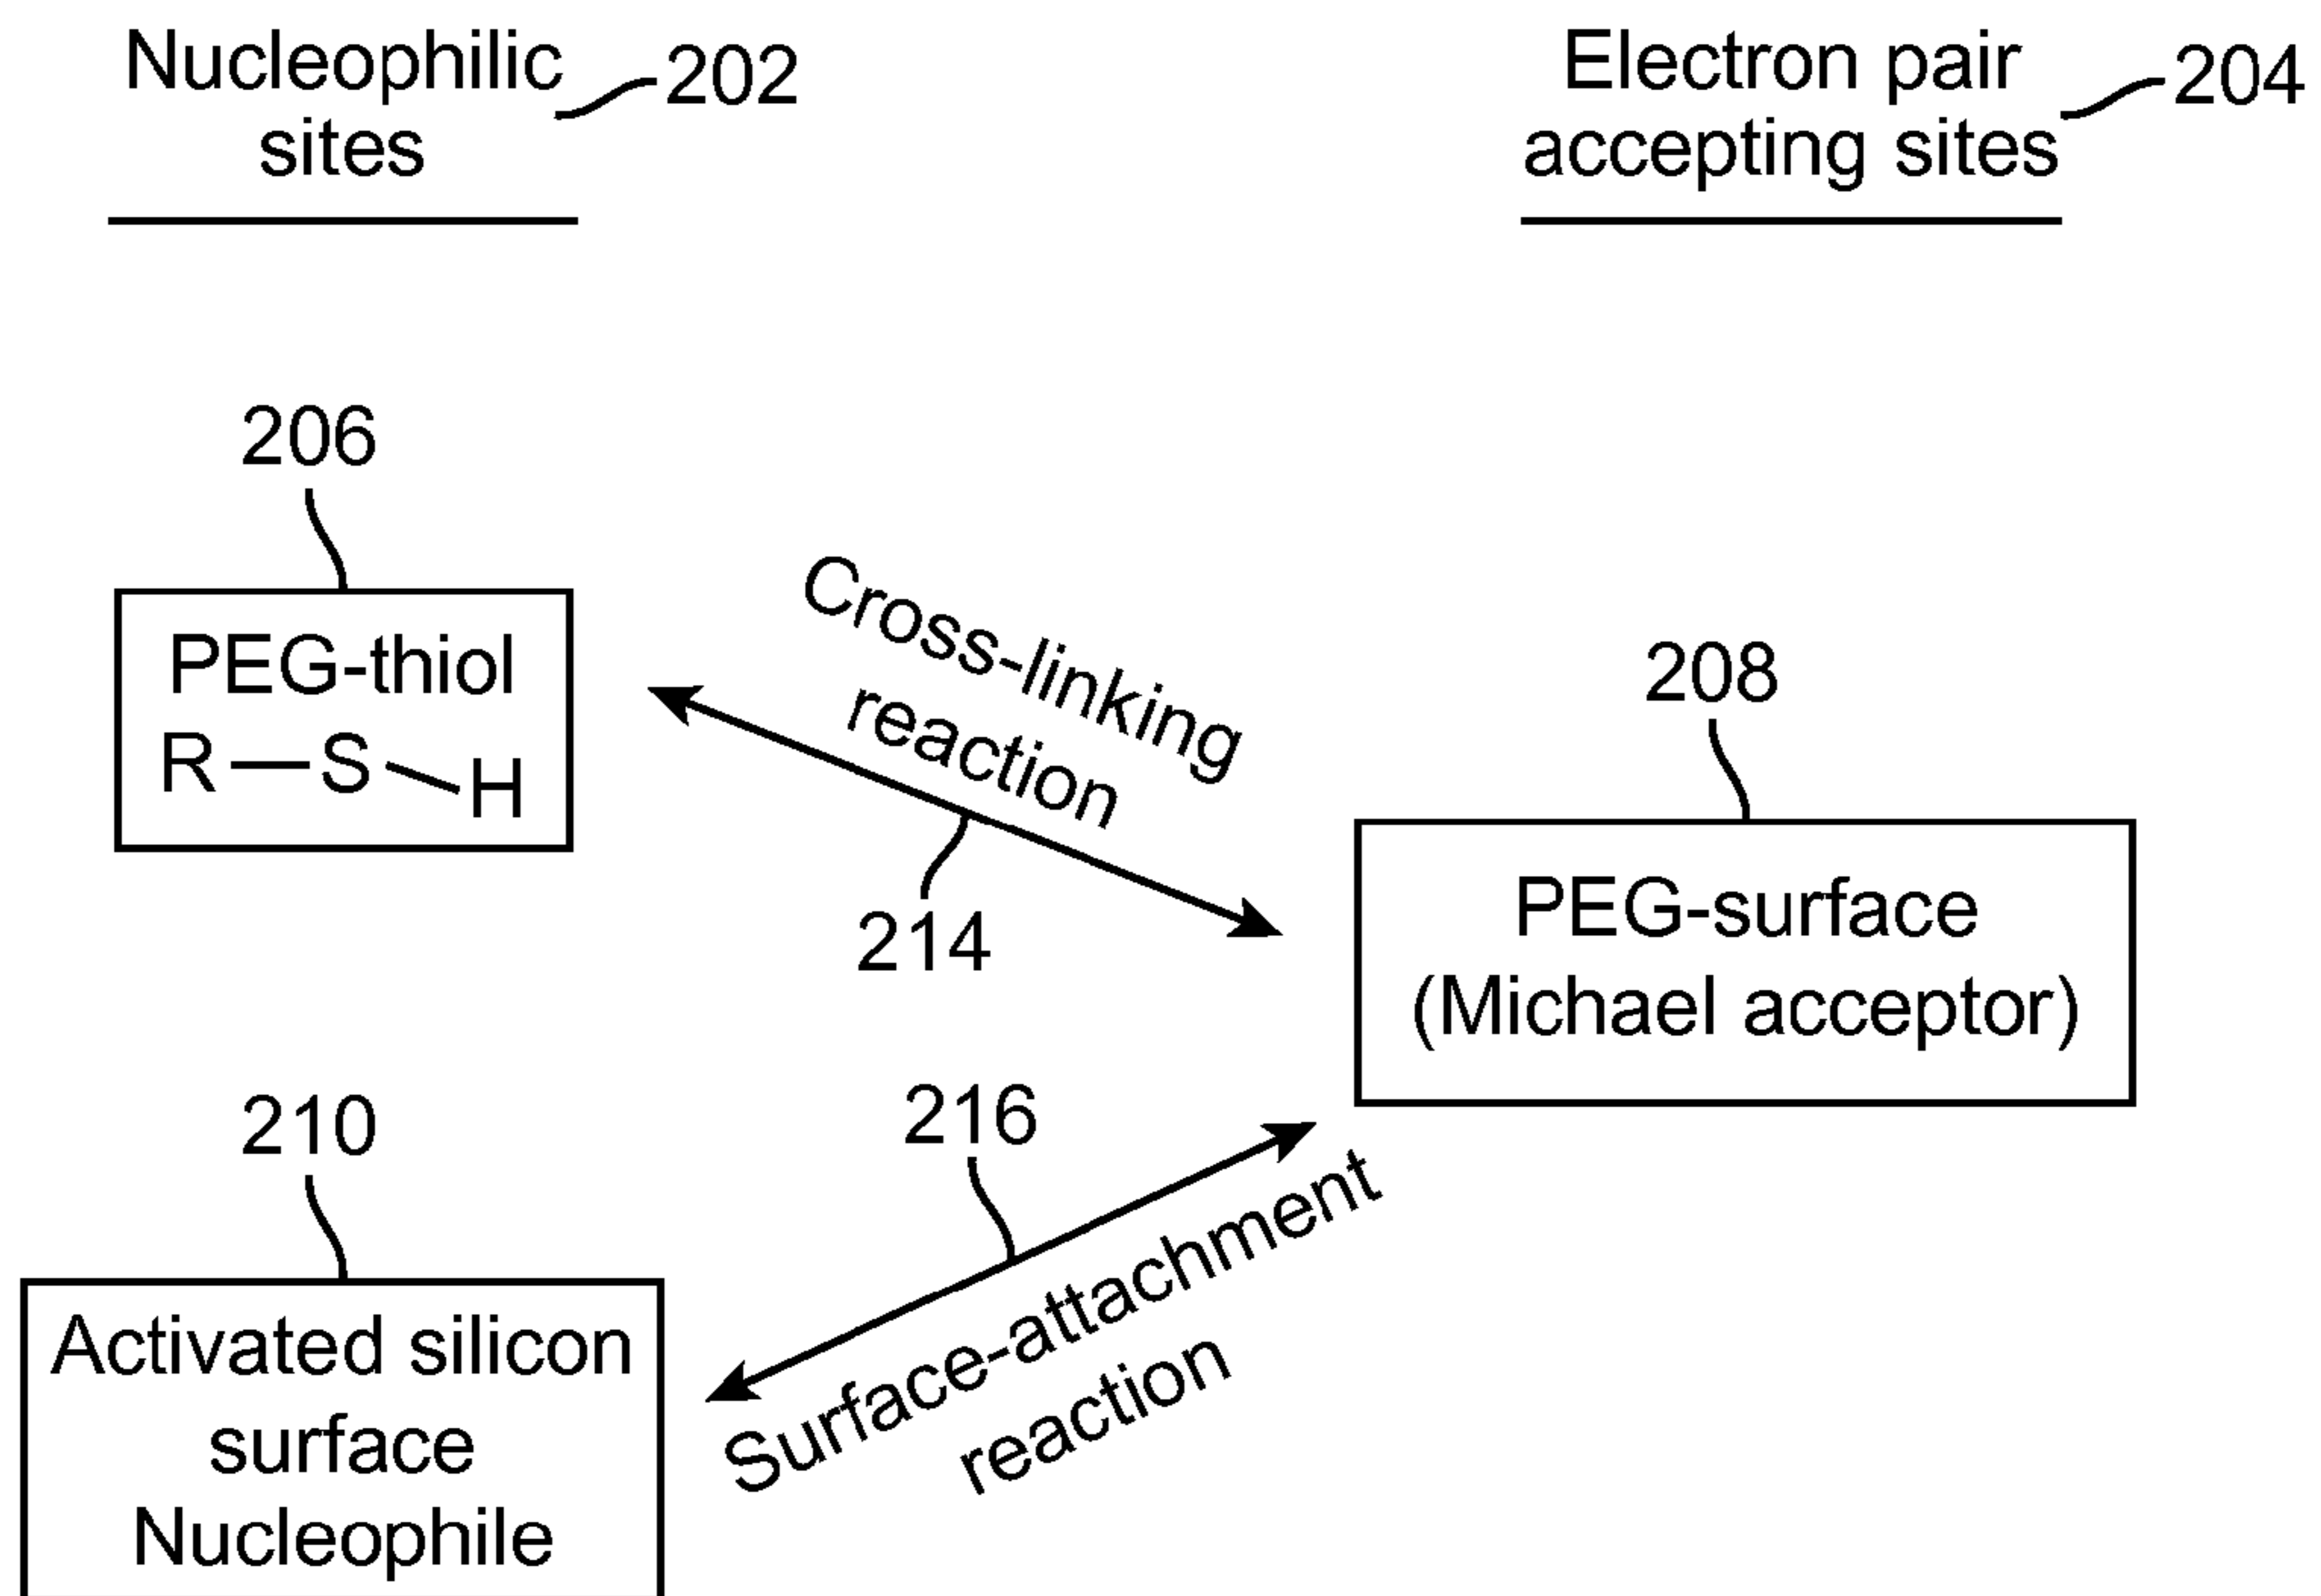 Nucleophilic
sites
202
Electron pair
accepting sites
204
206
PEG-thiol
R—S—H
Cross-linking
reaction
214
208
PEG-surface
(Michael acceptor)
210
Activated silicon
surface
Nucleophile
216
Surface-attachment
reaction